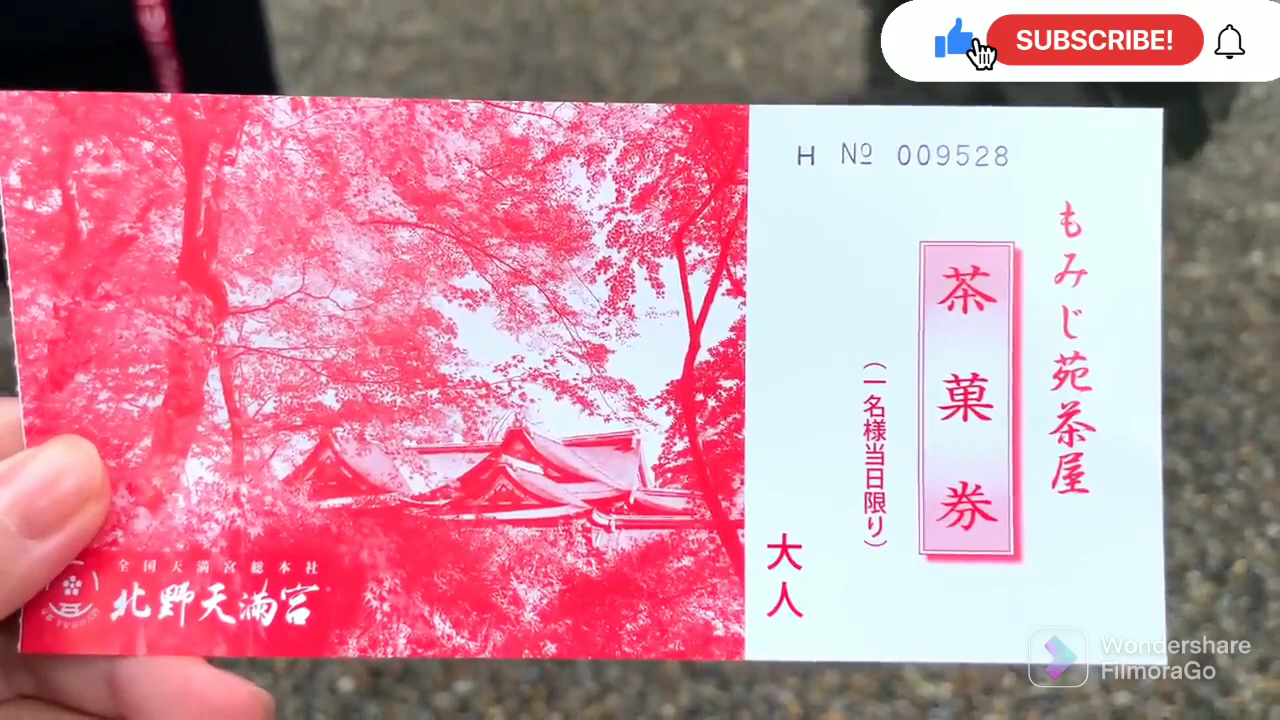 SUBSCRIBE!
H № 009528
もみじ苑茶屋
茶菓券
(一名様当日限り)
大人
全国天満宮総本社
北野天満宮
Wondershare
FilmoraGo